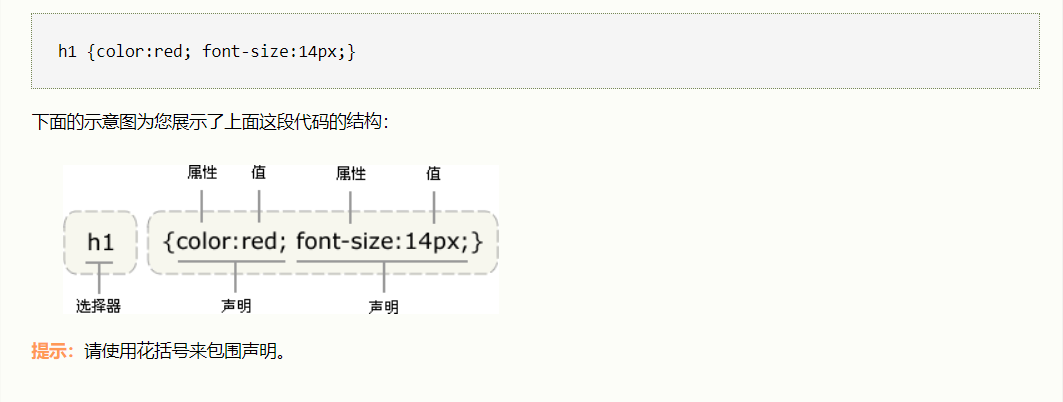 h1 {color:red; font-size:14px;}
下面的示意图为您展示了上面这段代码的结构：
属性 值 属性 值
h1 {color:red; font-size:14px;}
选择器 声明 声明
提示：请使用花括号来包围声明。